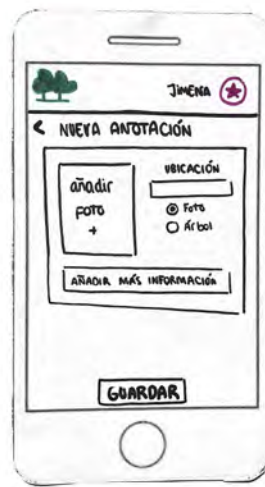 JIMENA
< NUEVA ANOTACIÓN
añadir
foto
+
UBICACIÓN
Foto
Árbol
AÑADIR MÁS INFORMACIÓN
GUARDAR